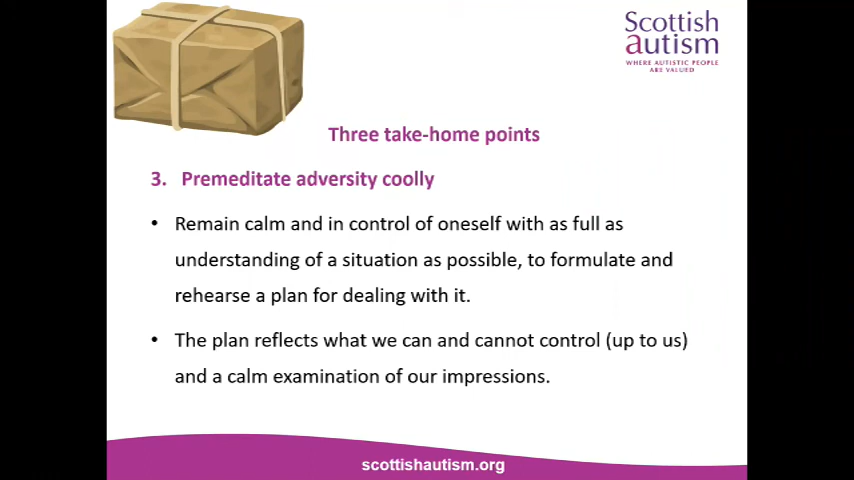 Scottish
autism
WHERE AUTISTIC PEOPLE
ARE VALUED
Three take-home points
3. Premeditate adversity coolly
• Remain calm and in control of oneself with as full as
understanding of a situation as possible, to formulate and
rehearse a plan for dealing with it.
• The plan reflects what we can and cannot control (up to us)
and a calm examination of our impressions.
scottishautism.org